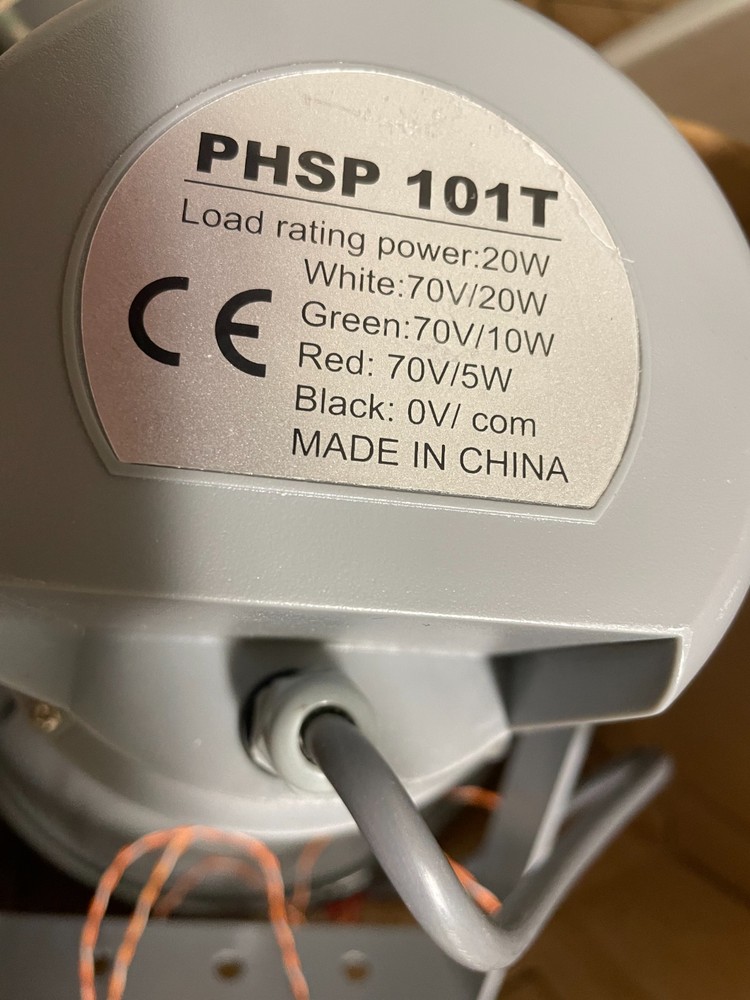 PHSP 101T
Load rating power:20W
White:70V/20W
Green:70V/10W
CE
Red: 70V/5W
Black: 0V/ com
MADE IN CHINA